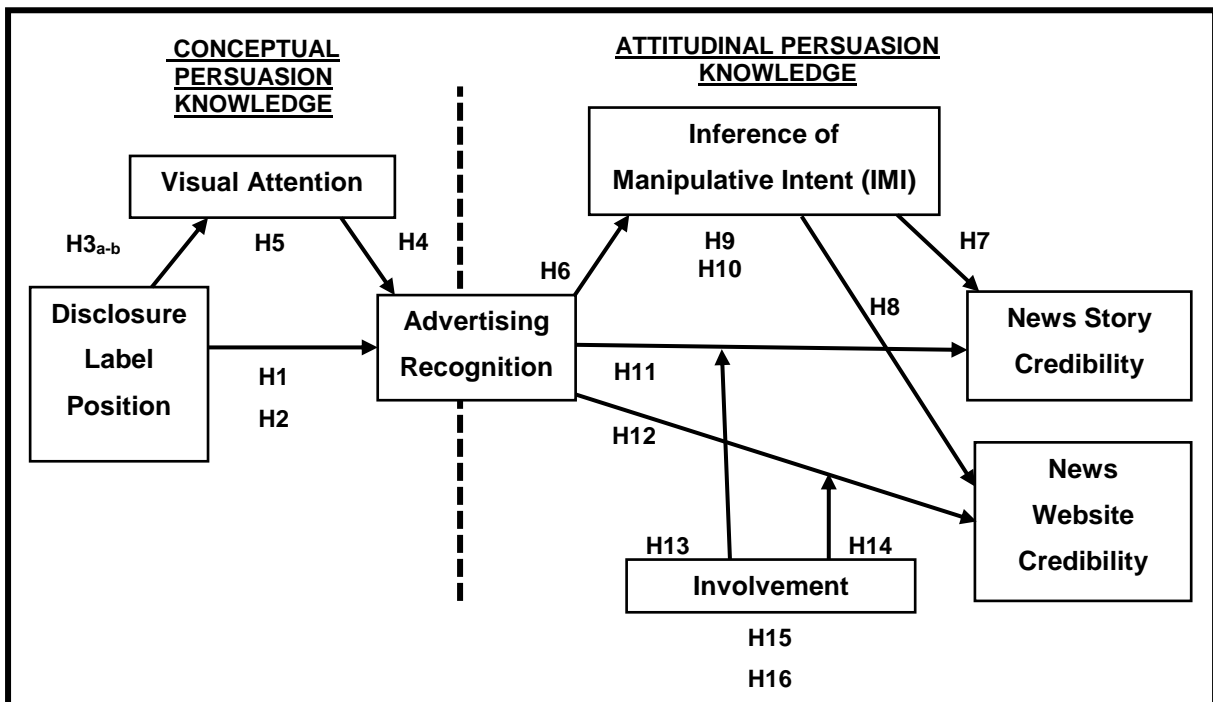 CONCEPTUAL
PERSUASION
KNOWLEDGE
ATTITUDINAL PERSUASION
KNOWLEDGE
Visual Attention
Inference of
Manipulative Intent (IMI)
H3a-b
H5
H4
H6
H9
H10
H7
H8
Disclosure
Label
Position
H1
H2
Advertising
Recognition
H11
H12
News Story
Credibility
News
Website
Credibility
H13
H14
Involvement
H15
H16